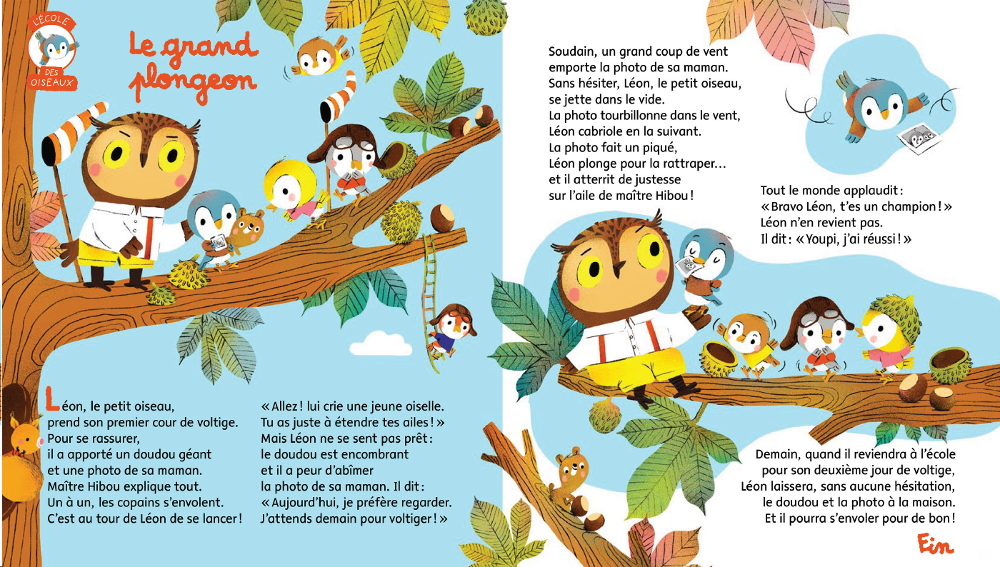 L'ÉCOLE
DES
OISEAUX
Le grand
plongeon
Léon, le petit oiseau,
prend son premier cour de voltige.
Pour se rassurer,
il a apporté un doudou géant
et une photo de sa maman.
Maître Hibou explique tout.
Un à un, les copains s'envolent.
C'est au tour de Léon de se lancer !
« Allez ! lui crie une jeune oiselle.
Tu as juste à étendre tes ailes ! »
Mais Léon ne se sent pas prêt :
le doudou est encombrant
et il a peur d'abîmer
la photo de sa maman. Il dit :
« Aujourd'hui, je préfère regarder.
J'attends demain pour voltiger ! »
Soudain, un grand coup de vent
emporte la photo de sa maman.
Sans hésiter, Léon, le petit oiseau,
se jette dans le vide.
La photo tourbillonne dans le vent,
Léon cabriole en la suivant.
La photo fait un piqué,
Léon plonge pour la rattraper…
et il atterrit de justesse
sur l'aile de maître Hibou !
Tout le monde applaudit :
« Bravo Léon, t'es un champion ! »
Léon n'en revient pas.
Il dit : « Youpi, j'ai réussi ! »
Demain, quand il reviendra à l'école
pour son deuxième jour de voltige,
Léon laissera, sans aucune hésitation,
le doudou et la photo à la maison.
Et il pourra s'envoler pour de bon !
Fin